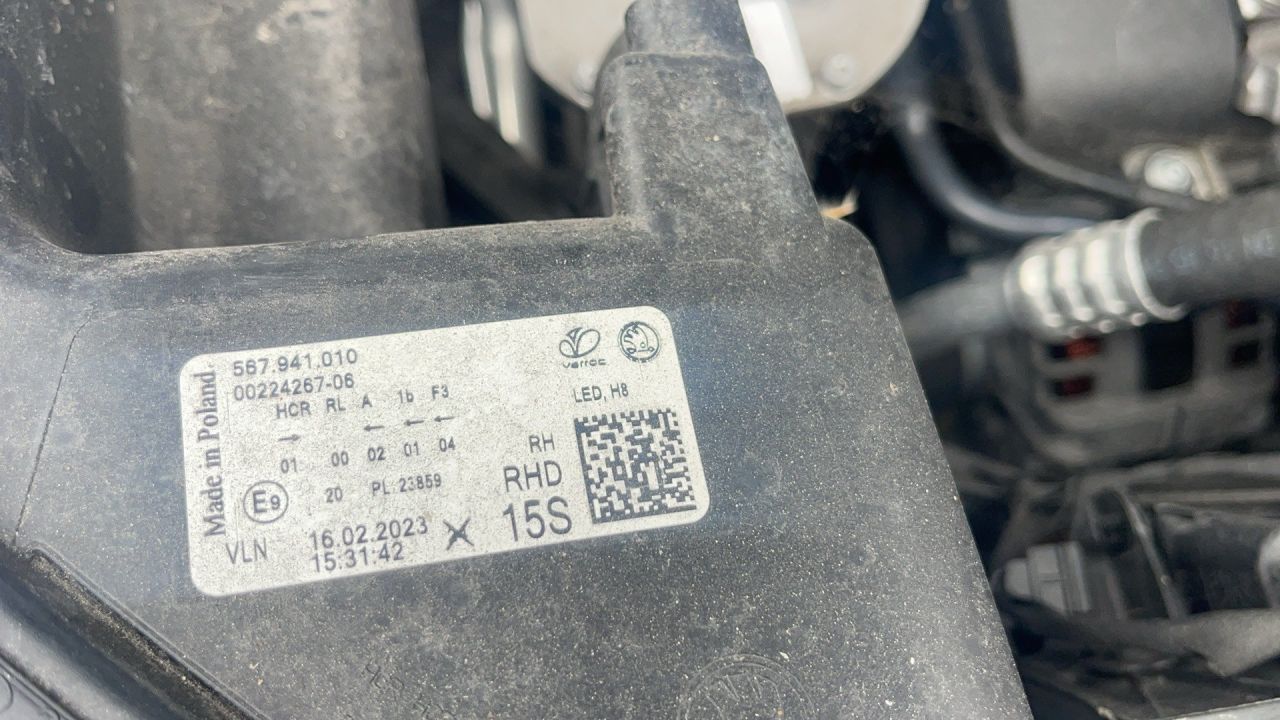 Made in Poland.
567.941.010
00224267-06
HCR RL A 1b F3
01 00 02 01 04
E9
20 PL:23859
VLN
16.02.2023
15:31:42
varroc
LED, H8
RH
RHD
15S